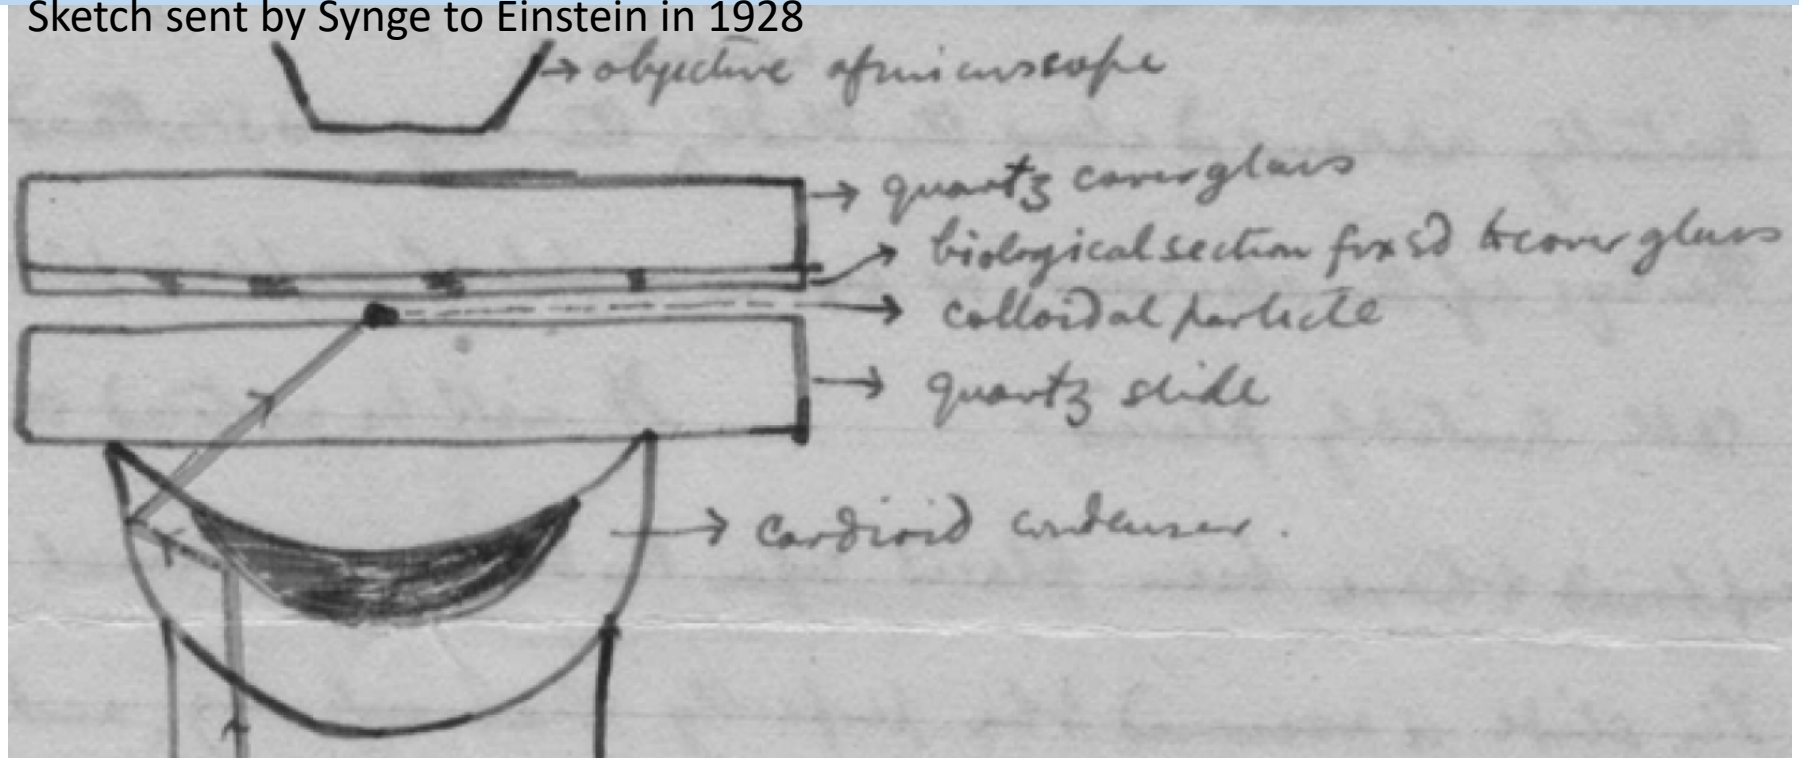 Sketch sent by Synge to Einstein in 1928
objective of microscope
quartz coverglass
biological section fixed to cover glass
colloidal particle
quartz slide
cardioid condenser.